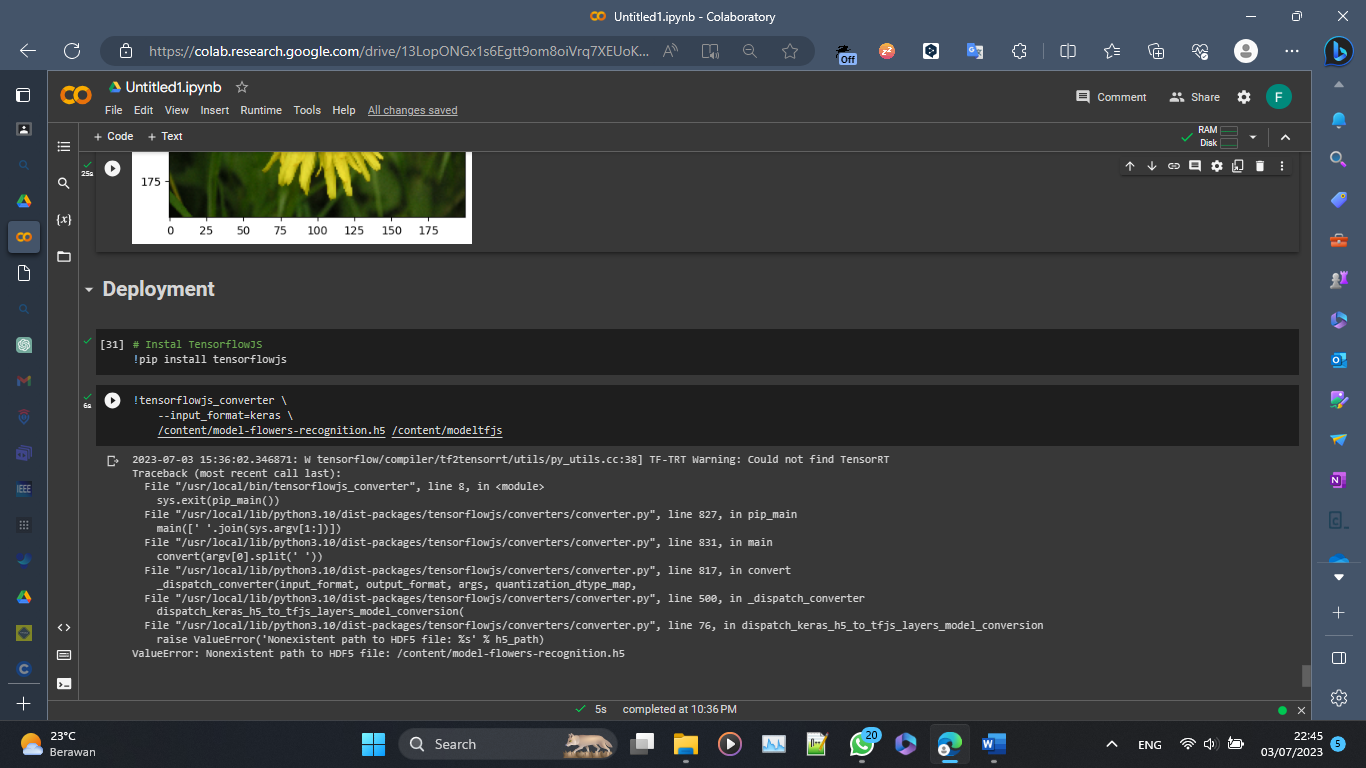 Untitled1.ipynb - Colaboratory
https://colab.research.google.com/drive/13LopONGx1s6Egtt9om8oiVrq7XEUoK...
Off
Untitled1.ipynb
File Edit View Insert Runtime Tools Help All changes saved
Comment Share F
+ Code + Text
RAM
Disk
25s
175
0 25 50 75 100 125 150 175
{x}
Deployment
[31] # Instal TensorflowJS
!pip install tensorflowjs
6s
!tensorflowjs_converter \
--input_format=keras \
/content/model-flowers-recognition.h5 /content/modeltfjs
2023-07-03 15:36:02.346871: W tensorflow/compiler/tf2tensorrt/utils/py_utils.cc:38] TF-TRT Warning: Could not find TensorRT
Traceback (most recent call last):
File "/usr/local/bin/tensorflowjs_converter", line 8, in <module>
sys.exit(pip_main())
File "/usr/local/lib/python3.10/dist-packages/tensorflowjs/converters/converter.py", line 827, in pip_main
main([' '.join(sys.argv[1:])])
File "/usr/local/lib/python3.10/dist-packages/tensorflowjs/converters/converter.py", line 831, in main
convert(argv[0].split(' '))
File "/usr/local/lib/python3.10/dist-packages/tensorflowjs/converters/converter.py", line 817, in convert
_dispatch_converter(input_format, output_format, args, quantization_dtype_map,
File "/usr/local/lib/python3.10/dist-packages/tensorflowjs/converters/converter.py", line 500, in _dispatch_converter
dispatch_keras_h5_to_tfjs_layers_model_conversion(
File "/usr/local/lib/python3.10/dist-packages/tensorflowjs/converters/converter.py", line 76, in dispatch_keras_h5_to_tfjs_layers_model_conversion
raise ValueError('Nonexistent path to HDF5 file: %s' % h5_path)
ValueError: Nonexistent path to HDF5 file: /content/model-flowers-recognition.h5
5s completed at 10:36 PM
23°C
Berawan
Search
20
ENG
22:45
03/07/2023
5